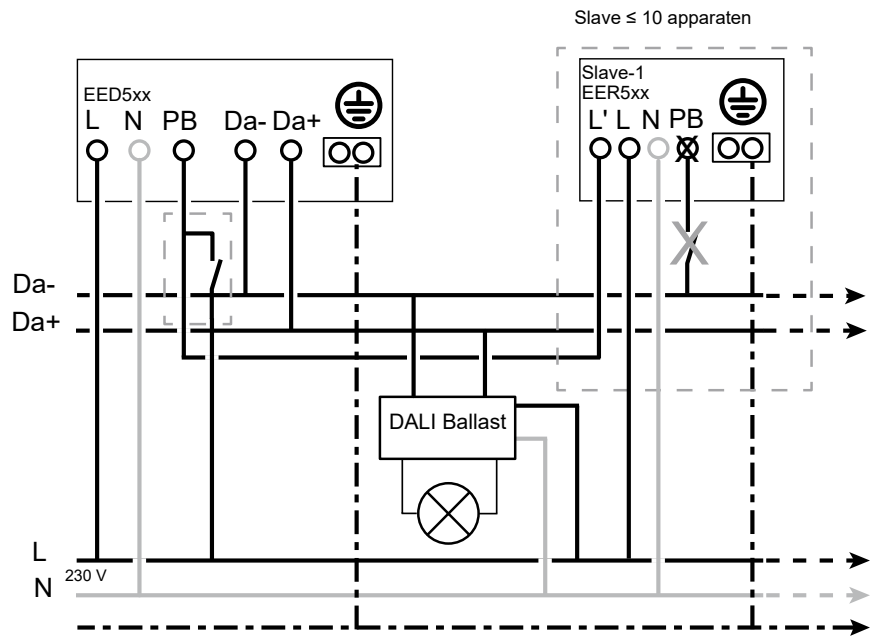 Slave ≤ 10 apparaten
EED5xx
L N PB Da- Da+
Slave-1
EER5xx
L' L N PB
Da-
Da+
DALI Ballast
L
230 V
N